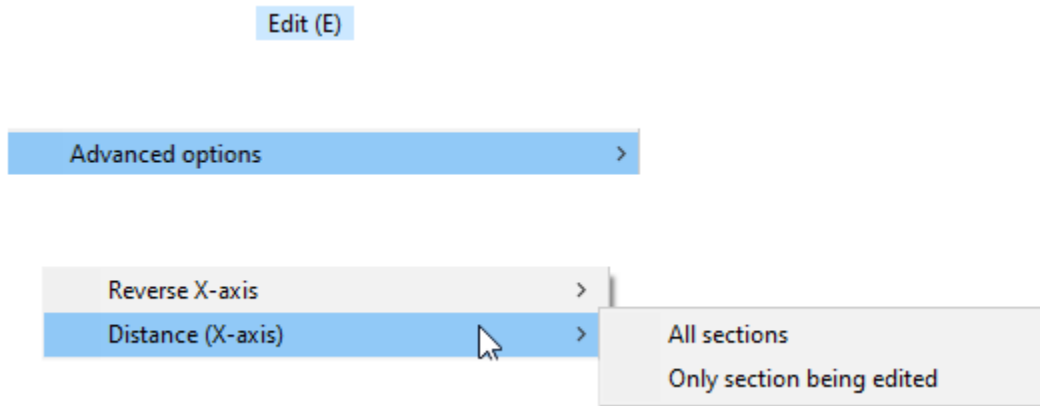 Edit (E)
Advanced options
Reverse X-axis
Distance (X-axis)
All sections
Only section being edited